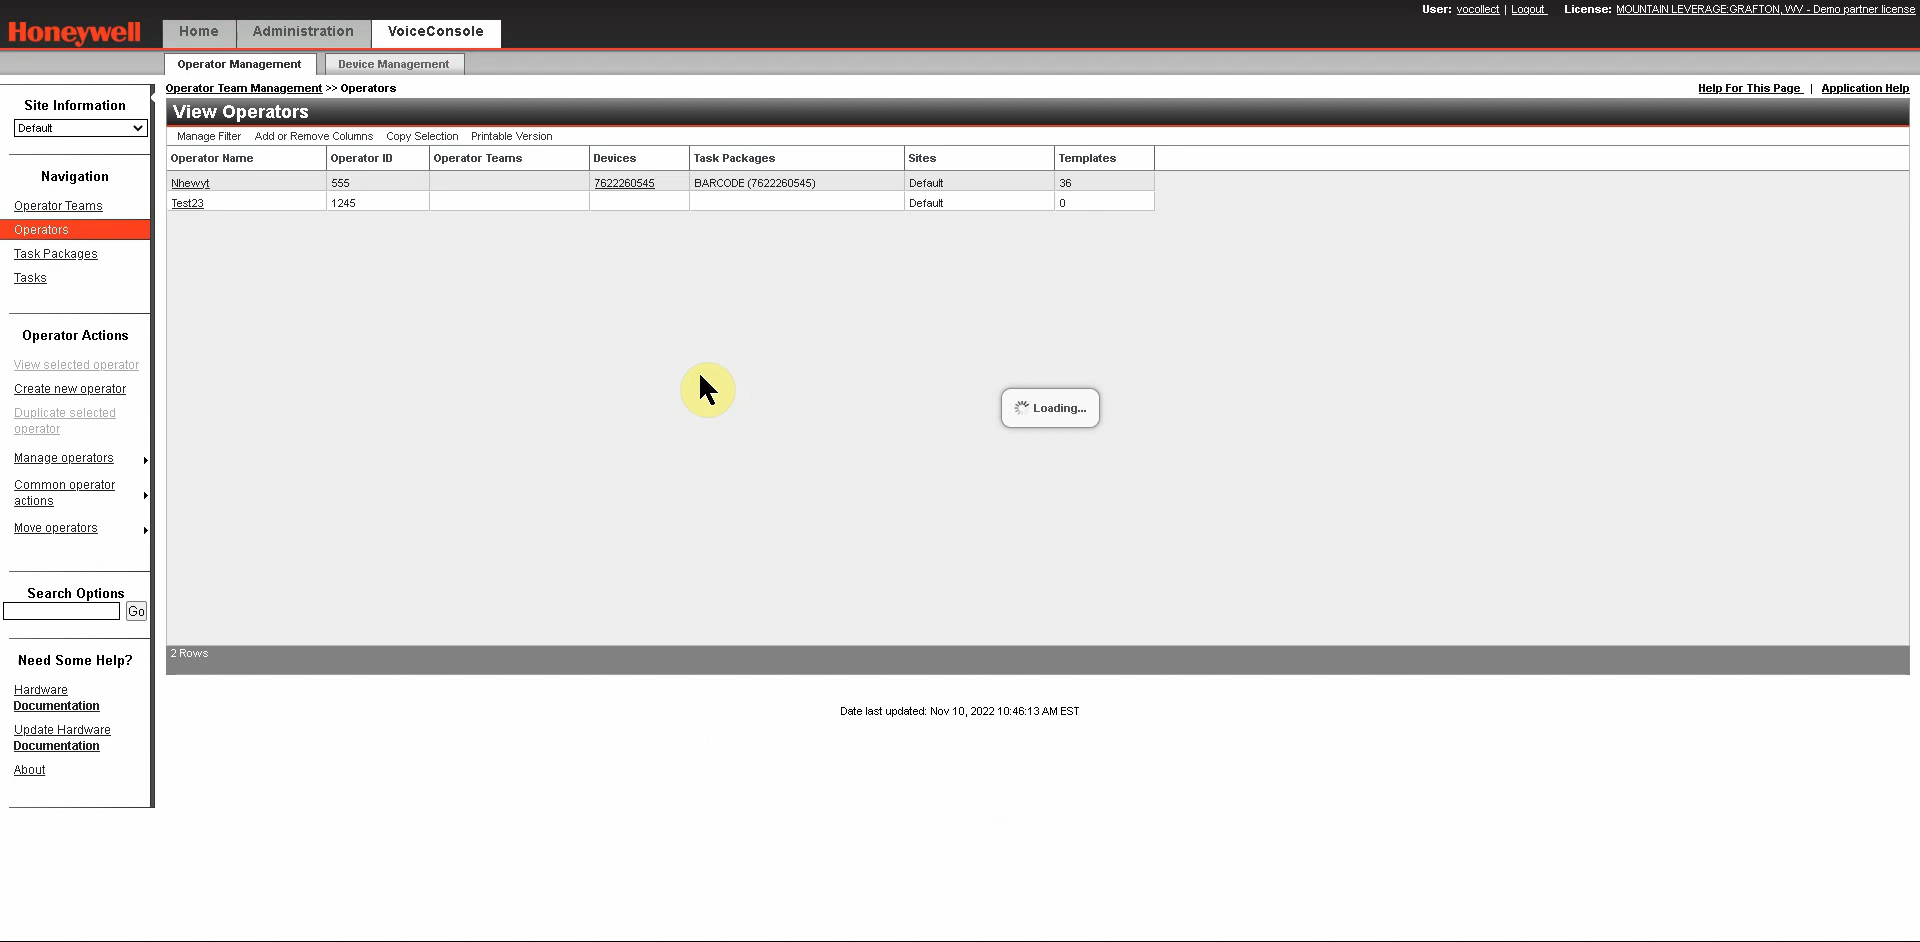 User: vocollect | Logout License: MOUNTAIN LEVERAGE:GRAFTON, WV - Demo partner license
Honeywell Home Administration VoiceConsole
Operator Management Device Management
Operator Team Management >> Operators Help For This Page | Application Help
Site Information
Default
Navigation
Operator Teams
Operators
Task Packages
Tasks
Operator Actions
View selected operator
Create new operator
Duplicate selected
operator
Manage operators
Common operator
actions
Move operators
Search Options
Go
Need Some Help?
Hardware
Documentation
Update Hardware
Documentation
About
View Operators
Manage Filter Add or Remove Columns Copy Selection Printable Version
Operator Name Operator ID Operator Teams Devices Task Packages Sites Templates
Nhewyt 555 7622260545 BARCODE (7622260545) Default 36
Test23 1245 Default 0
Loading...
2 Rows
Date last updated: Nov 10, 2022 10:46:13 AM EST